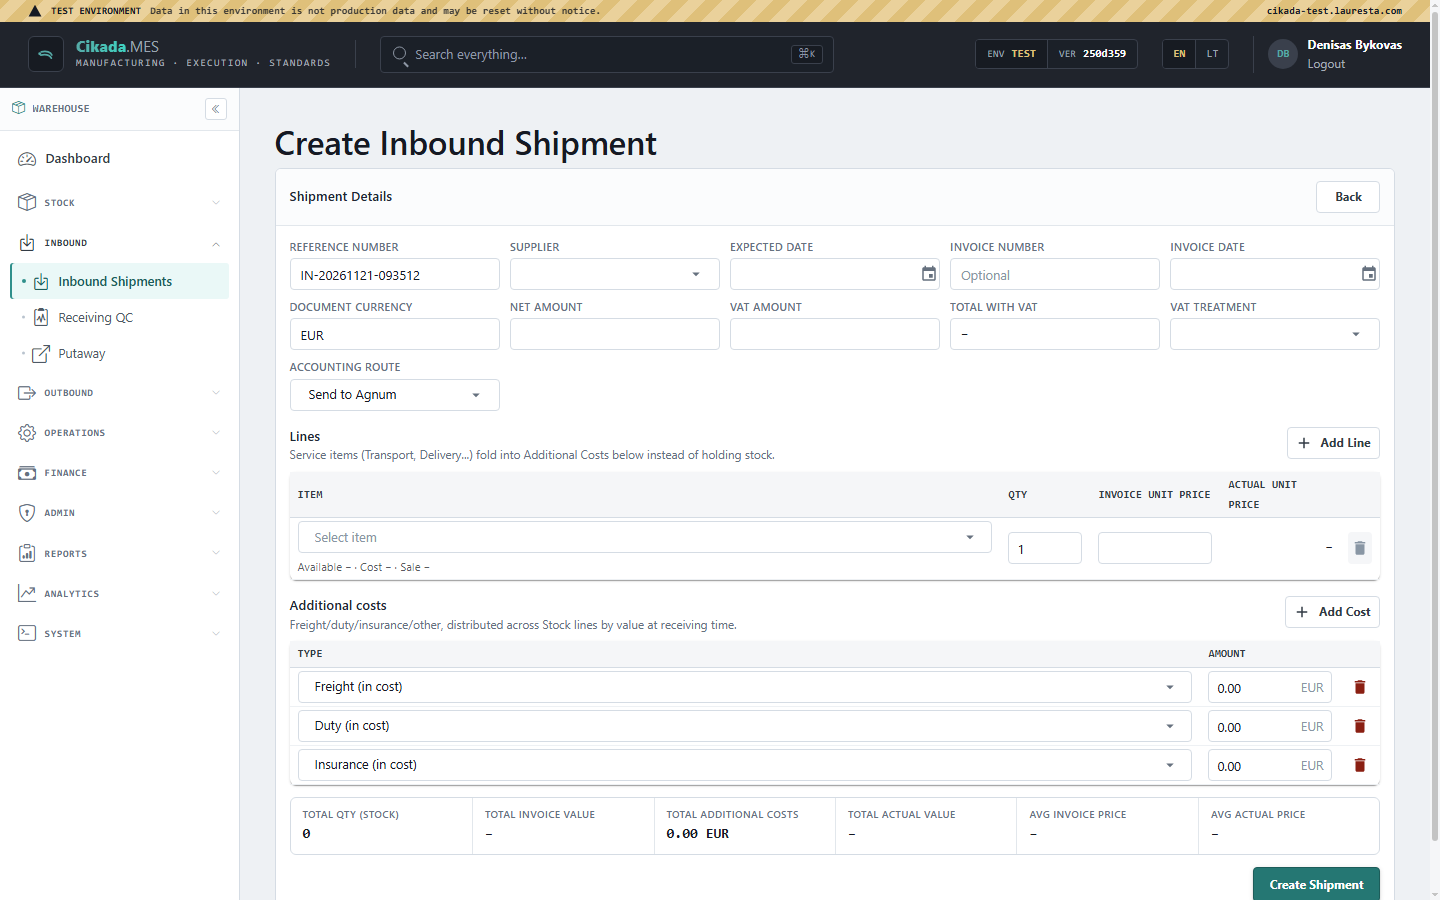 TEST ENVIRONMENT Data in this environment is not production data and may be reset without notice. cikada-test.lauresta.com
Cikada.MES
MANUFACTURING · EXECUTION · STANDARDS
Search everything... ⌘K
ENV TEST VER 250d359
EN LT
DB Denisas Bykovas
Logout
WAREHOUSE
Dashboard
STOCK
INBOUND
Inbound Shipments
Receiving QC
Putaway
OUTBOUND
OPERATIONS
FINANCE
ADMIN
REPORTS
ANALYTICS
SYSTEM
Create Inbound Shipment
Shipment Details Back
REFERENCE NUMBER SUPPLIER EXPECTED DATE INVOICE NUMBER INVOICE DATE
IN-20261121-093512 Optional
DOCUMENT CURRENCY NET AMOUNT VAT AMOUNT TOTAL WITH VAT VAT TREATMENT
EUR –
ACCOUNTING ROUTE
Send to Agnum
Lines
Service items (Transport, Delivery...) fold into Additional Costs below instead of holding stock.
+ Add Line
ITEM QTY INVOICE UNIT PRICE ACTUAL UNIT PRICE
Select item 1 –
Available – · Cost – · Sale –
Additional costs
Freight/duty/insurance/other, distributed across Stock lines by value at receiving time.
+ Add Cost
TYPE AMOUNT
Freight (in cost) 0.00 EUR
Duty (in cost) 0.00 EUR
Insurance (in cost) 0.00 EUR
TOTAL QTY (STOCK) TOTAL INVOICE VALUE TOTAL ADDITIONAL COSTS TOTAL ACTUAL VALUE AVG INVOICE PRICE AVG ACTUAL PRICE
0 – 0.00 EUR – – –
Create Shipment